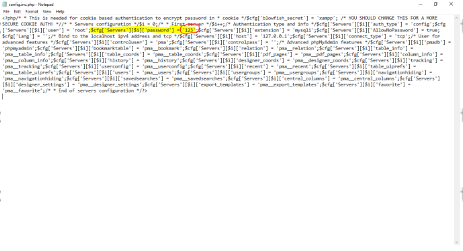 config.inc.php - Notepad
File Edit Format View Help
<?php/* * This is needed for cookie based authentication to encrypt password in * cookie */$cfg['blowfish_secret'] = 'xampp'; /* YOU SHOULD CHANGE THIS FOR A MORE
SECURE COOKIE AUTH! *//* * Servers configuration */$i = 0;/* * First server */$i++;/* Authentication type and info */$cfg['Servers'][$i]['auth_type'] = 'config';$cfg
['Servers'][$i]['user'] = 'root';$cfg['Servers'][$i]['password'] = '123';$cfg['Servers'][$i]['extension'] = 'mysqli';$cfg['Servers'][$i]['AllowNoPassword'] = true;
$cfg['Lang'] = '';/* Bind to the localhost ipv4 address and tcp */$cfg['Servers'][$i]['host'] = '127.0.0.1';$cfg['Servers'][$i]['connect_type'] = 'tcp';/* User for
advanced features */$cfg['Servers'][$i]['controluser'] = 'pma';$cfg['Servers'][$i]['controlpass'] = '';/* Advanced phpMyAdmin features */$cfg['Servers'][$i]['pmadb'] =
'phpmyadmin';$cfg['Servers'][$i]['bookmarktable'] = 'pma__bookmark';$cfg['Servers'][$i]['relation'] = 'pma__relation';$cfg['Servers'][$i]['table_info'] =
'pma__table_info';$cfg['Servers'][$i]['table_coords'] = 'pma__table_coords';$cfg['Servers'][$i]['pdf_pages'] = 'pma__pdf_pages';$cfg['Servers'][$i]['column_info'] =
'pma__column_info';$cfg['Servers'][$i]['history'] = 'pma__history';$cfg['Servers'][$i]['designer_coords'] = 'pma__designer_coords';$cfg['Servers'][$i]['tracking'] =
'pma__tracking';$cfg['Servers'][$i]['userconfig'] = 'pma__userconfig';$cfg['Servers'][$i]['recent'] = 'pma__recent';$cfg['Servers'][$i]['table_uiprefs'] =
'pma__table_uiprefs';$cfg['Servers'][$i]['users'] = 'pma__users';$cfg['Servers'][$i]['usergroups'] = 'pma__usergroups';$cfg['Servers'][$i]['navigationhiding'] =
'pma__navigationhiding';$cfg['Servers'][$i]['savedsearches'] = 'pma__savedsearches';$cfg['Servers'][$i]['central_columns'] = 'pma__central_columns';$cfg['Servers']
[$i]['designer_settings'] = 'pma__designer_settings';$cfg['Servers'][$i]['export_templates'] = 'pma__export_templates';$cfg['Servers'][$i]['favorite'] =
'pma__favorite';/* * End of servers configuration */?>